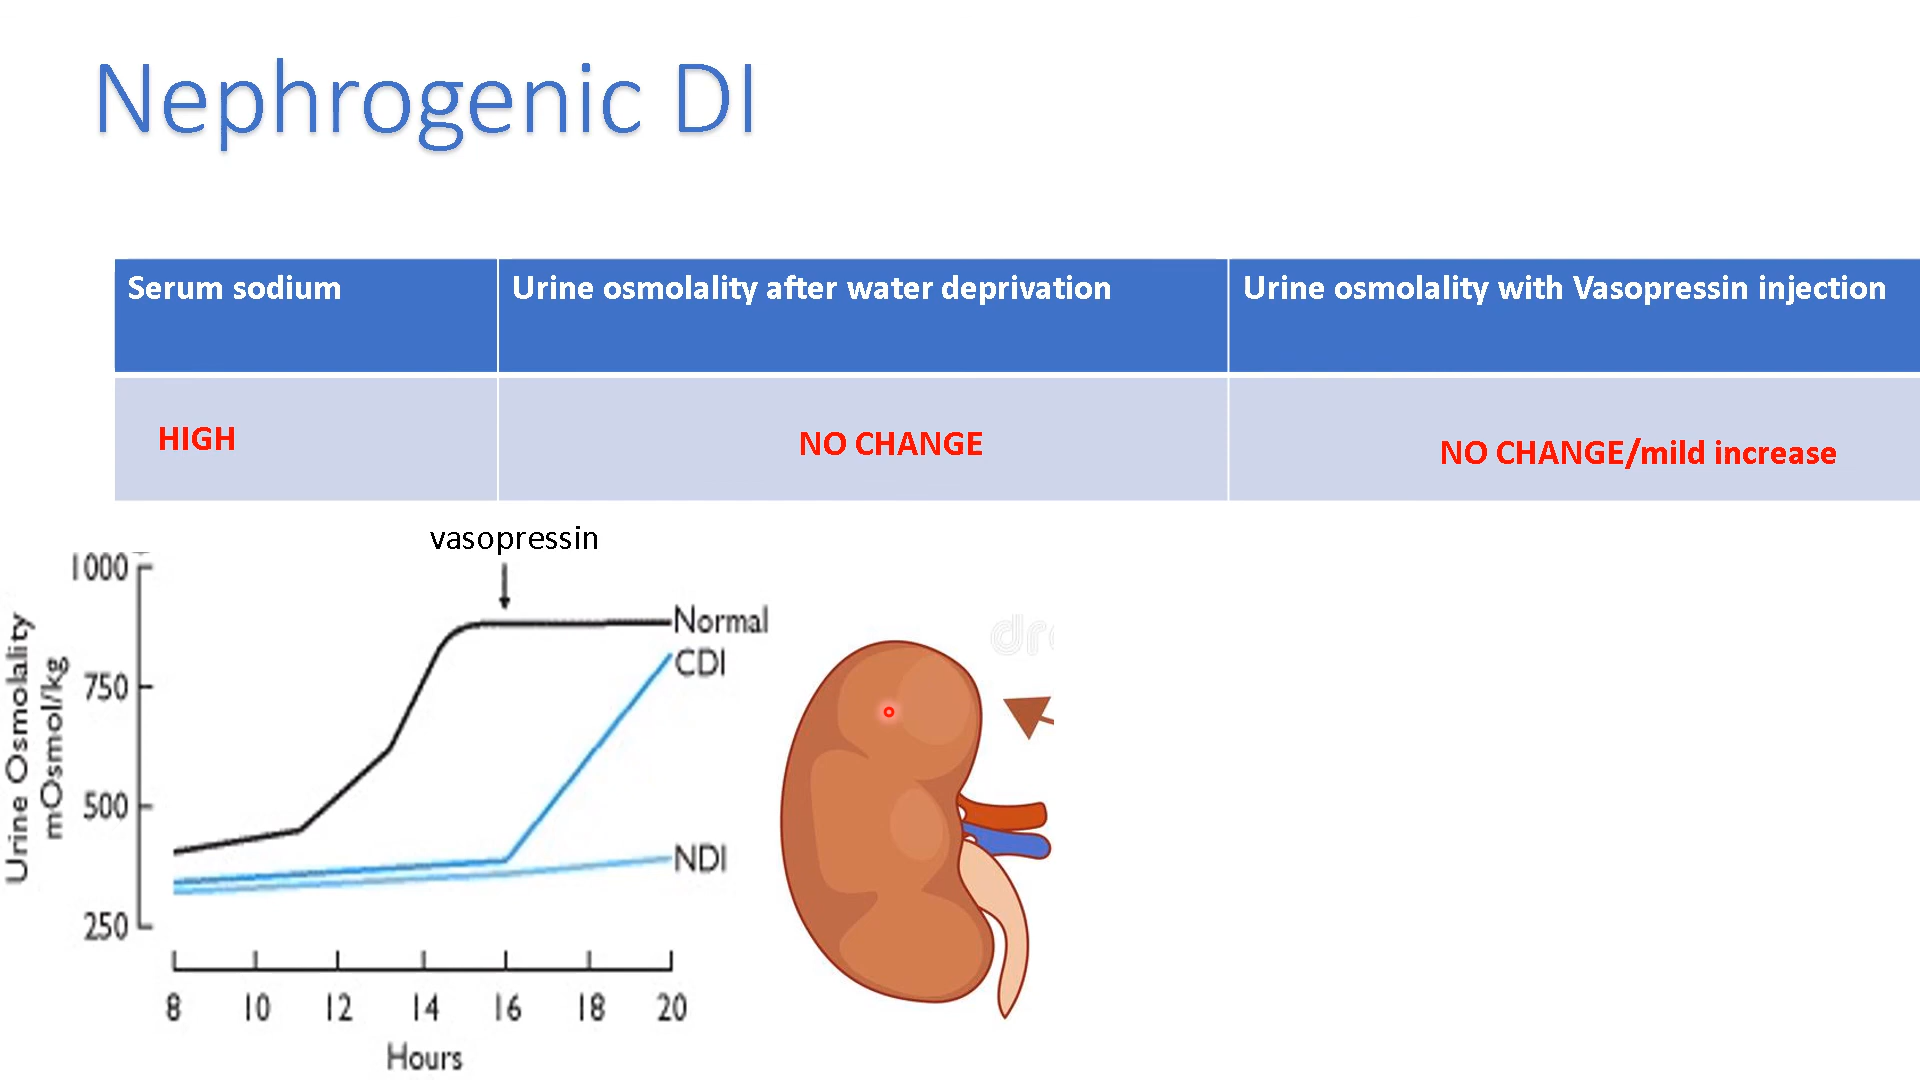 Nephrogenic DI
Serum sodium
Urine osmolality after water deprivation
Urine osmolality with Vasopressin injection
HIGH
NO CHANGE
NO CHANGE/mild increase
vasopressin
Urine Osmolality
mOsmol/kg
1000
750
500
250
Normal
CDI
NDI
8 10 12 14 16 18 20
Hours